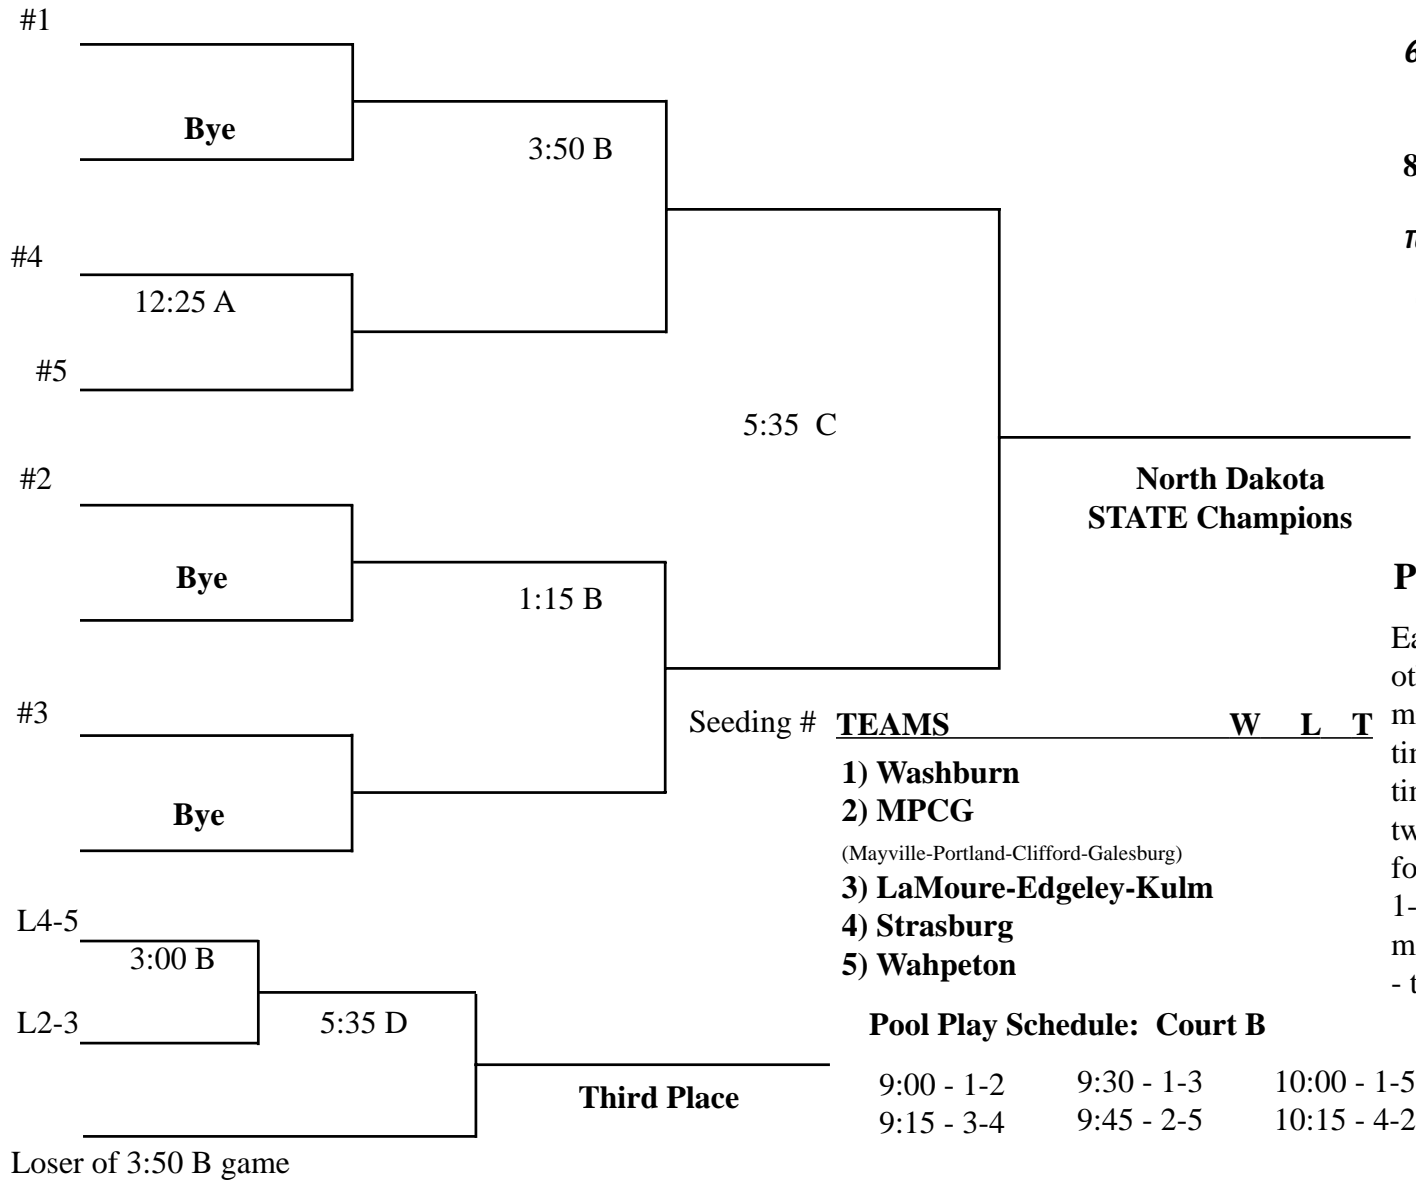 #1
Bye
3:50 B
#4
12:25 A
#5
5:35 C
#2
North Dakota
STATE Champions
Bye
1:15 B
#3
Bye
Seeding # TEAMS W L T
1) Washburn
2) MPCG
(Mayville-Portland-Clifford-Galesburg)
3) LaMoure-Edgeley-Kulm
4) Strasburg
5) Wahpeton
L4-5
3:00 B
L2-3
5:35 D
Third Place
Loser of 3:50 B game
Pool Play Schedule: Court B
9:00 - 1-2 9:30 - 1-3 10:00 - 1-5
9:15 - 3-4 9:45 - 2-5 10:15 - 4-2
6
8
P
1-
- t